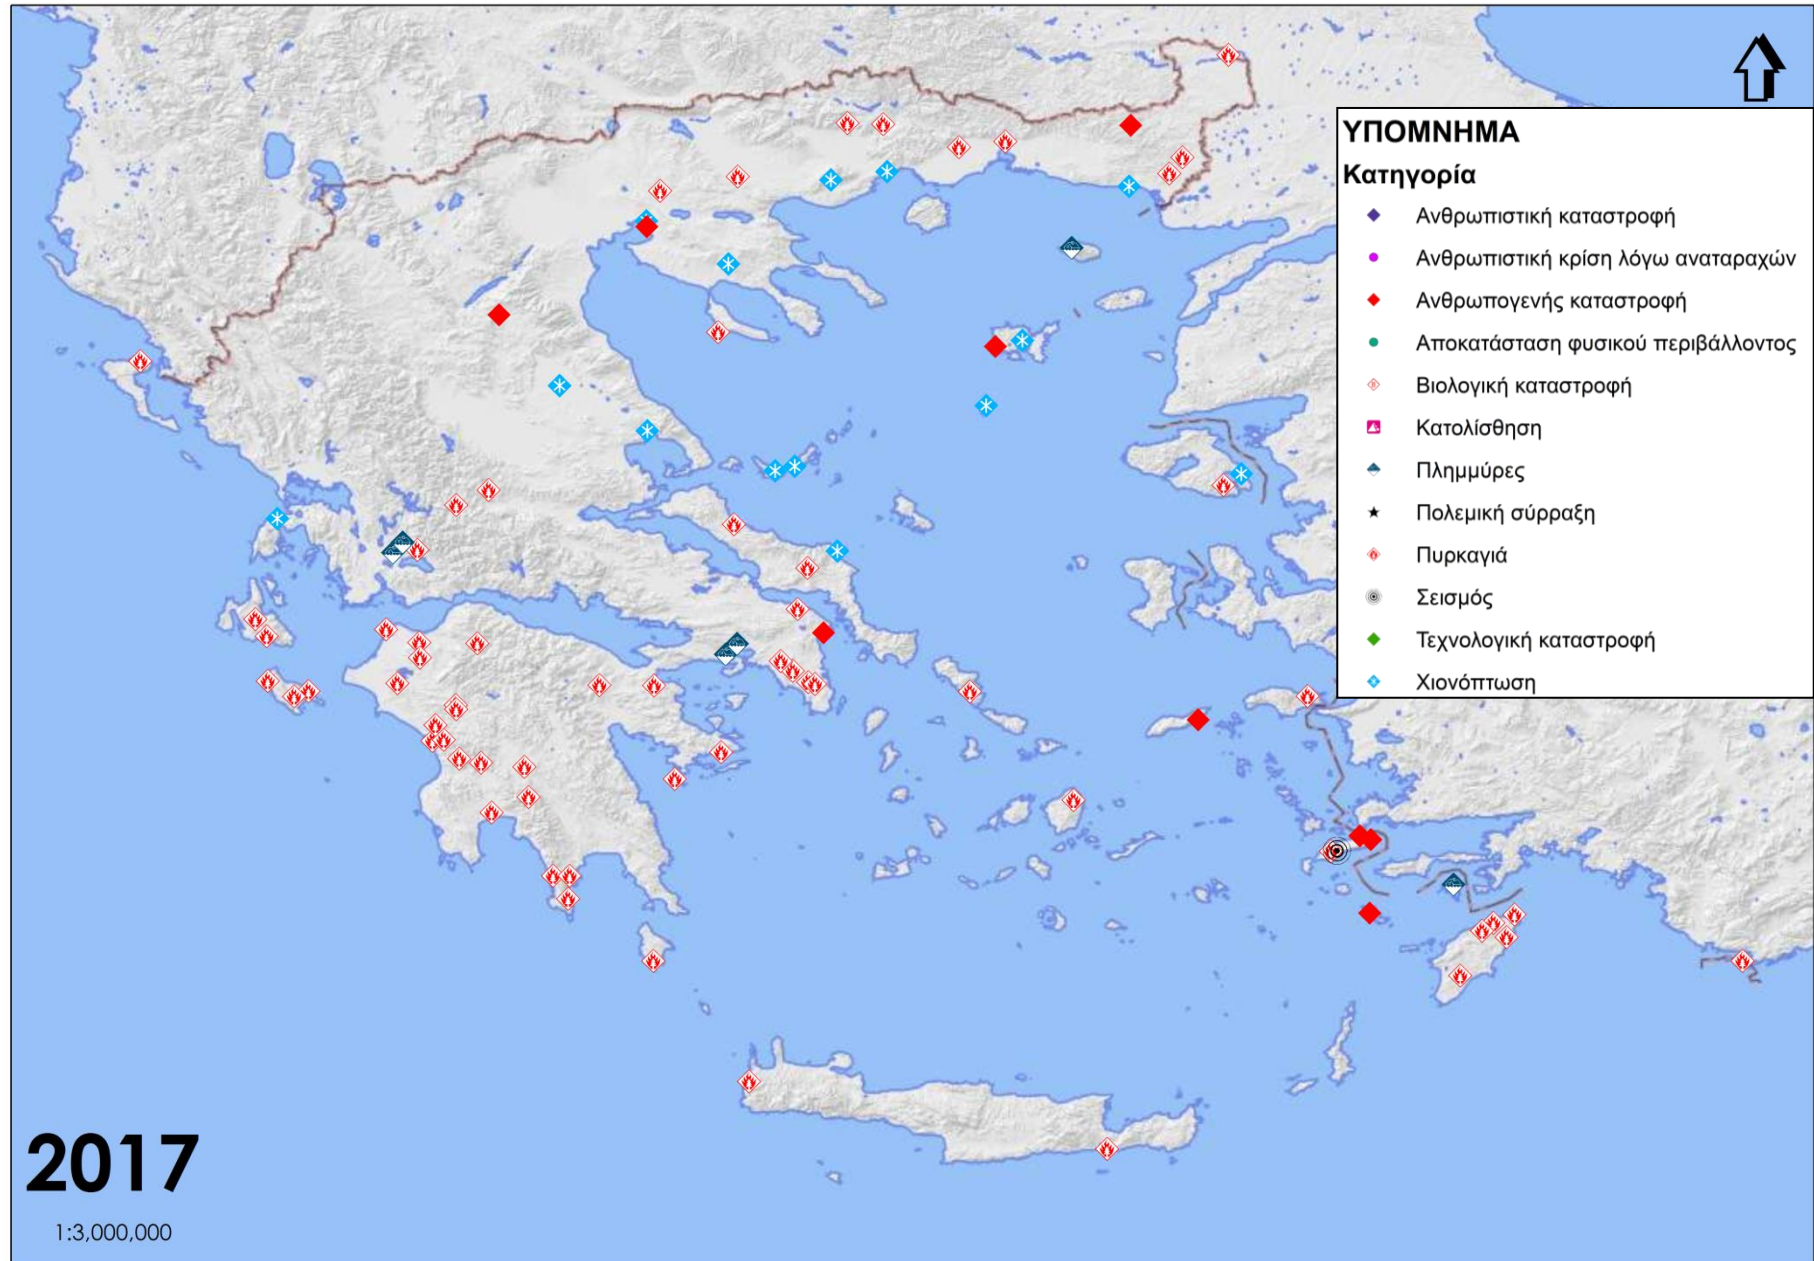 ΥΠΟΜΝΗΜΑ
Κατηγορία
Ανθρωπιστική καταστροφή
Ανθρωπιστική κρίση λόγω αναταραχών
Ανθρωπογενής καταστροφή
Αποκατάσταση φυσικού περιβάλλοντος
Βιολογική καταστροφή
Κατολίσθηση
Πλημμύρες
Πολεμική σύρραξη
Πυρκαγιά
Σεισμός
Τεχνολογική καταστροφή
Χιονόπτωση
2017
1:3,000,000